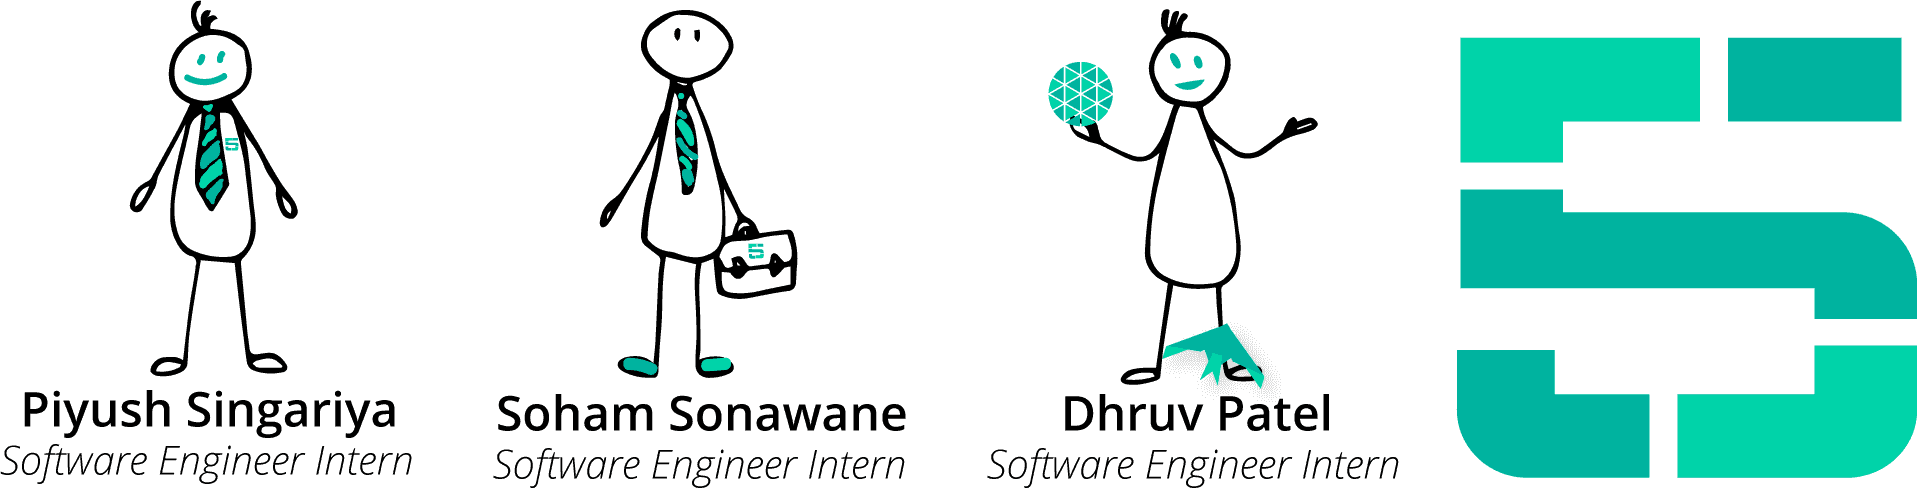 Piyush Singariya
Software Engineer Intern
Soham Sonawane
Software Engineer Intern
Dhruv Patel
Software Engineer Intern